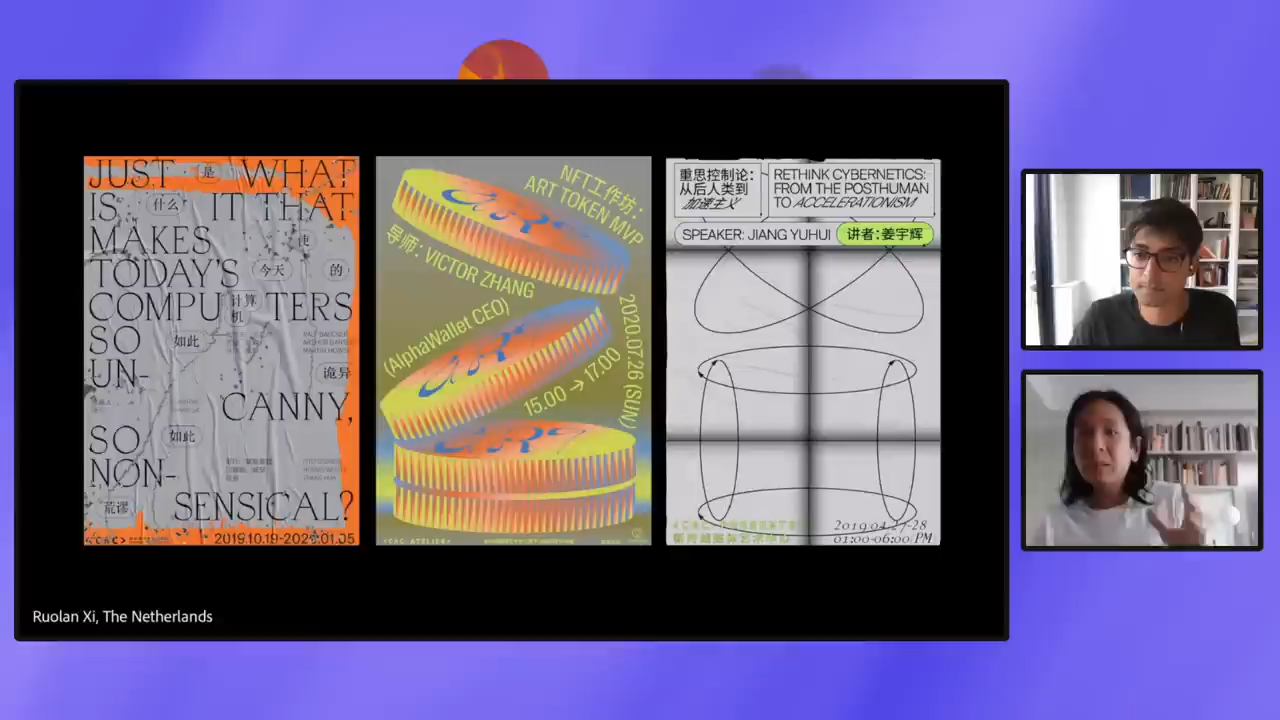 JUST 是 WHAT
IS 什么 IT THAT
MAKES 使
TODAY'S 今天 的
COMPU 计算机 TERS
SO 如此
UN- 诡异
CANNY,
SO 如此
NON-
荒谬 SENSICAL?
<CAC>
2019.10.19-2020.01.05
NFT工作坊:
ART TOKEN MVP
导师: VICTOR ZHANG
(AlphaWallet CEO)
2020.07.26 (SUN)
15.00 → 17.00
<CAC ATELIER>
重思控制论:
从后人类到
加速主义
RETHINK CYBERNETICS:
FROM THE POSTHUMAN
TO ACCELERATIONISM
SPEAKER: JIANG YUHUI
讲者:姜宇辉
<CAC> PRESENTS
2019.04.27-28
01:00-06:00 PM
Ruolan Xi, The Netherlands